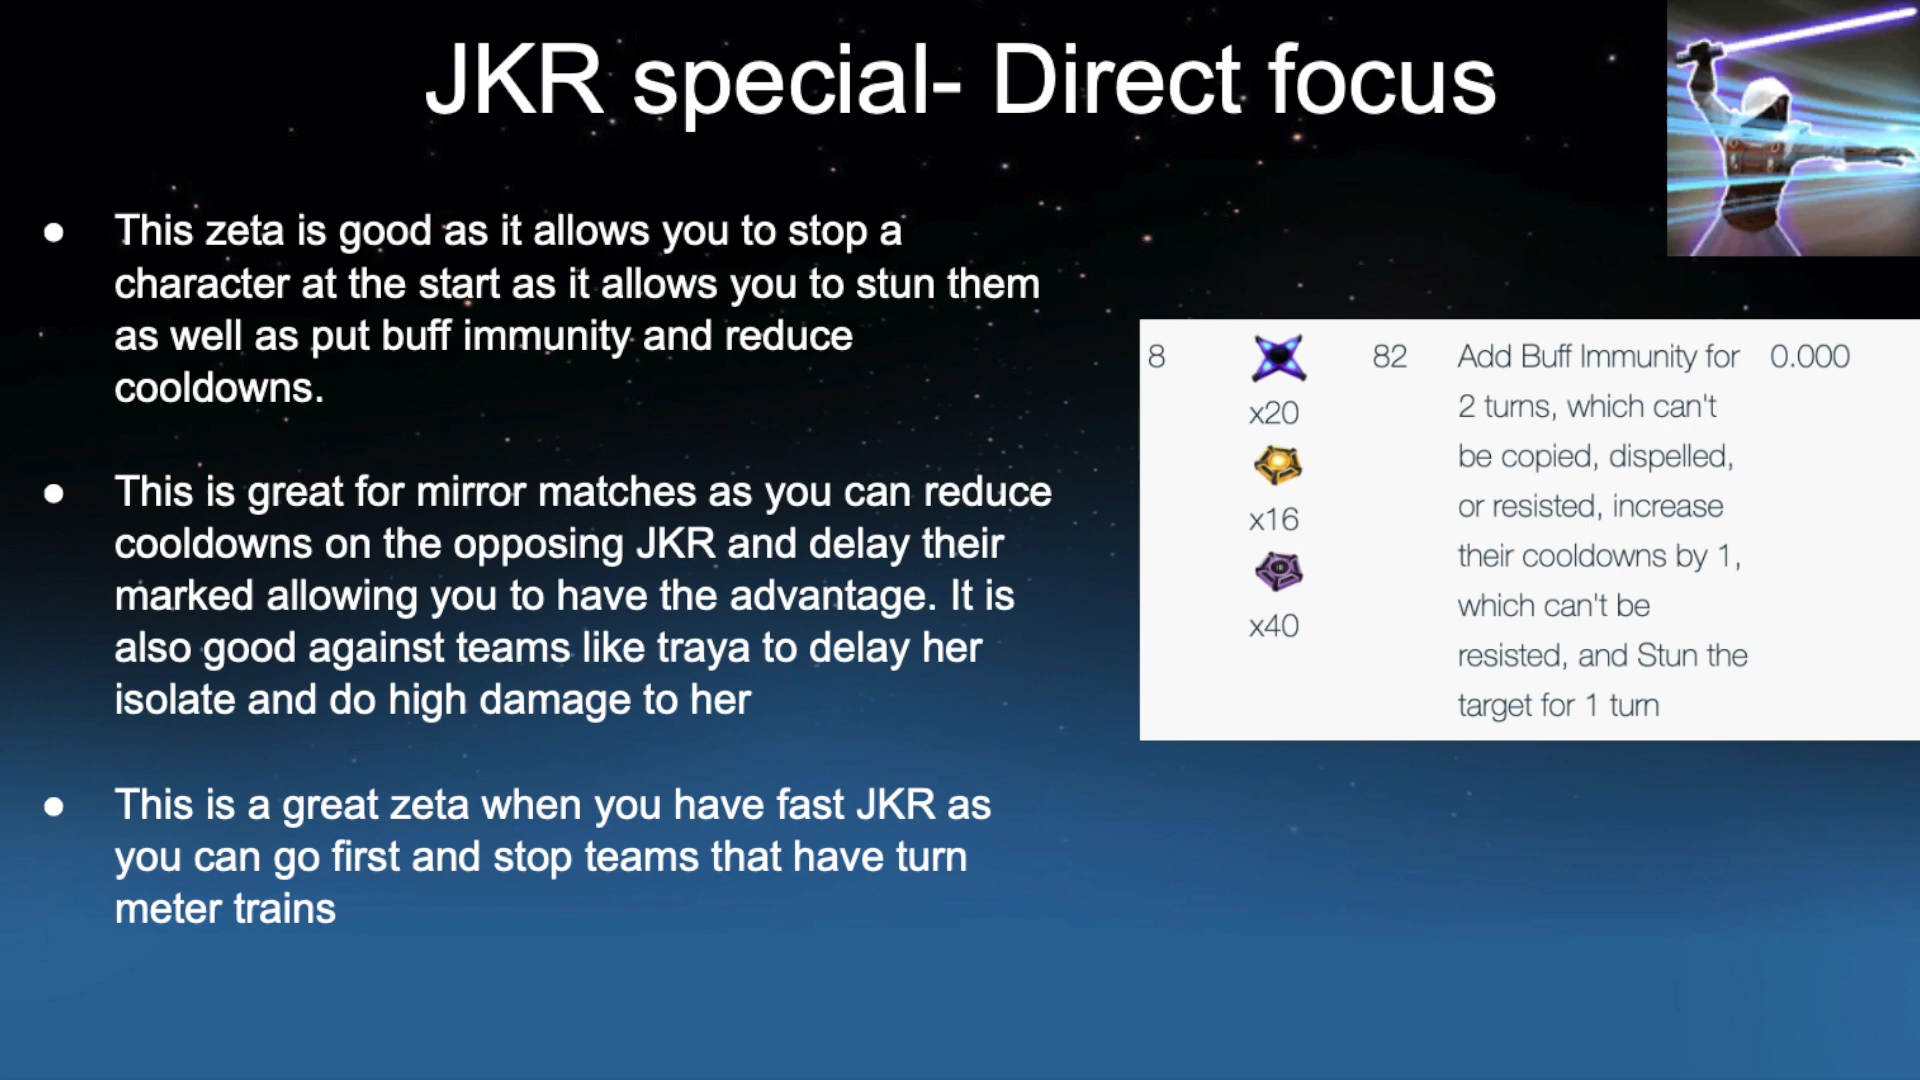 JKR special- Direct focus
● This zeta is good as it allows you to stop a
character at the start as it allows you to stun them
as well as put buff immunity and reduce
cooldowns.
● This is great for mirror matches as you can reduce
cooldowns on the opposing JKR and delay their
marked allowing you to have the advantage. It is
also good against teams like traya to delay her
isolate and do high damage to her
● This is a great zeta when you have fast JKR as
you can go first and stop teams that have turn
meter trains
8
x20
x16
x40
82
Add Buff Immunity for
2 turns, which can't
be copied, dispelled,
or resisted, increase
their cooldowns by 1,
which can't be
resisted, and Stun the
target for 1 turn
0.000